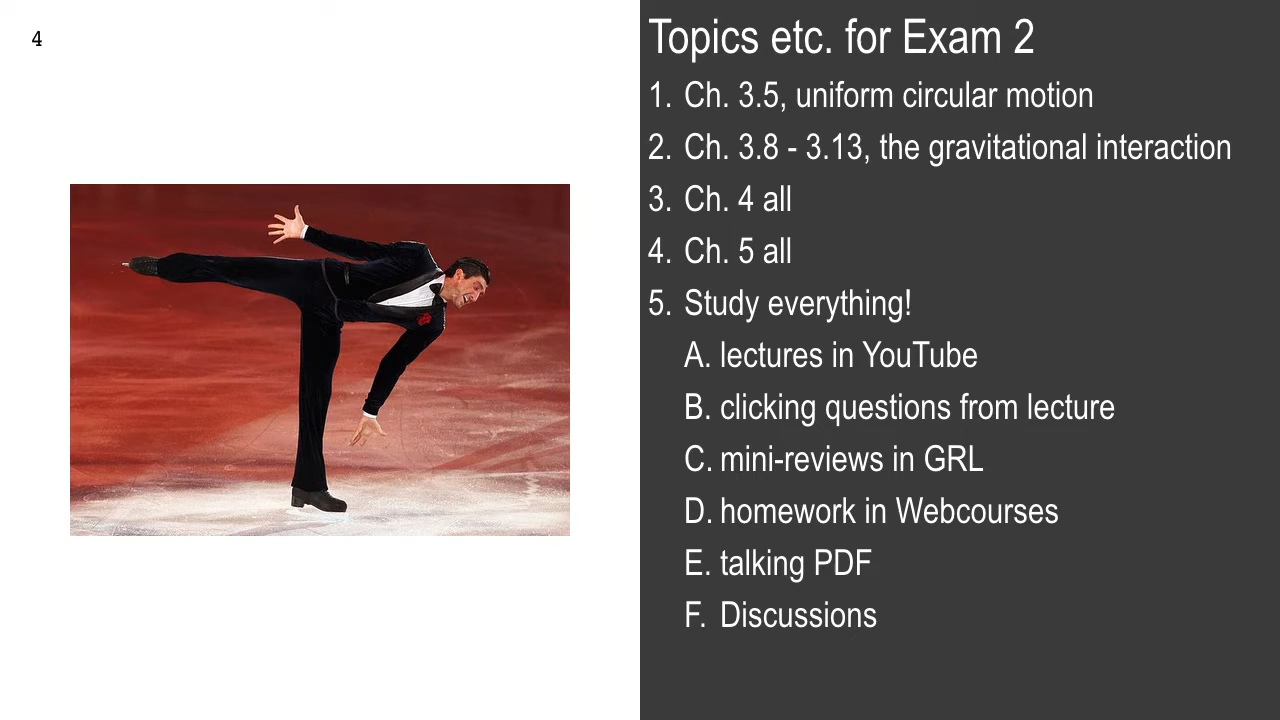 4
Topics etc. for Exam 2
1. Ch. 3.5, uniform circular motion
2. Ch. 3.8 - 3.13, the gravitational interaction
3. Ch. 4 all
4. Ch. 5 all
5. Study everything!
A. lectures in YouTube
B. clicking questions from lecture
C. mini-reviews in GRL
D. homework in Webcourses
E. talking PDF
F. Discussions